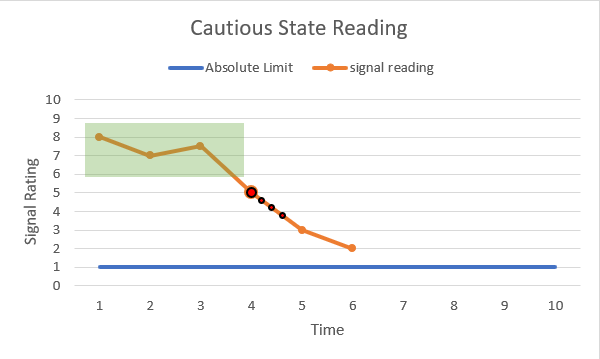 Cautious State Reading
Absolute Limit signal reading
10
9
8
7
6
5
4
3
2
1
0
Signal Rating
1 2 3 4 5 6 7 8 9 10
Time